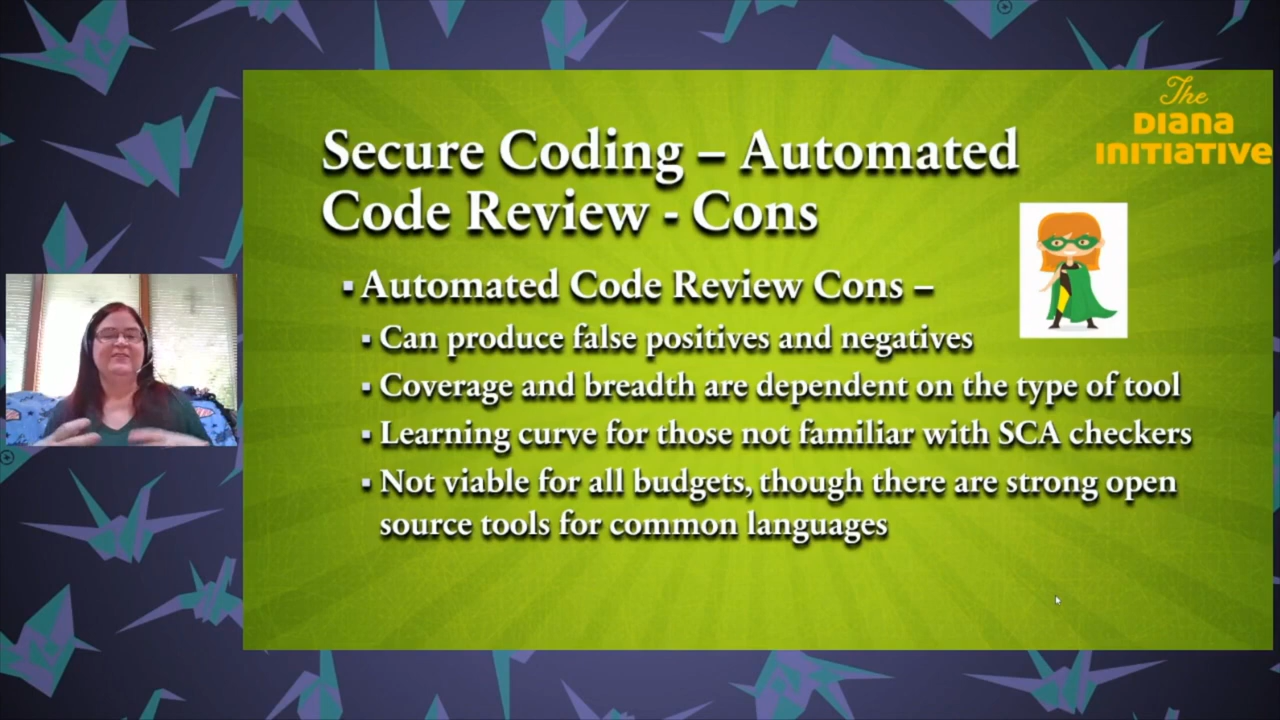 The
DIANA
INITIATIVE
Secure Coding – Automated
Code Review - Cons
▪ Automated Code Review Cons –
▪ Can produce false positives and negatives
▪ Coverage and breadth are dependent on the type of tool
▪ Learning curve for those not familiar with SCA checkers
▪ Not viable for all budgets, though there are strong open
source tools for common languages